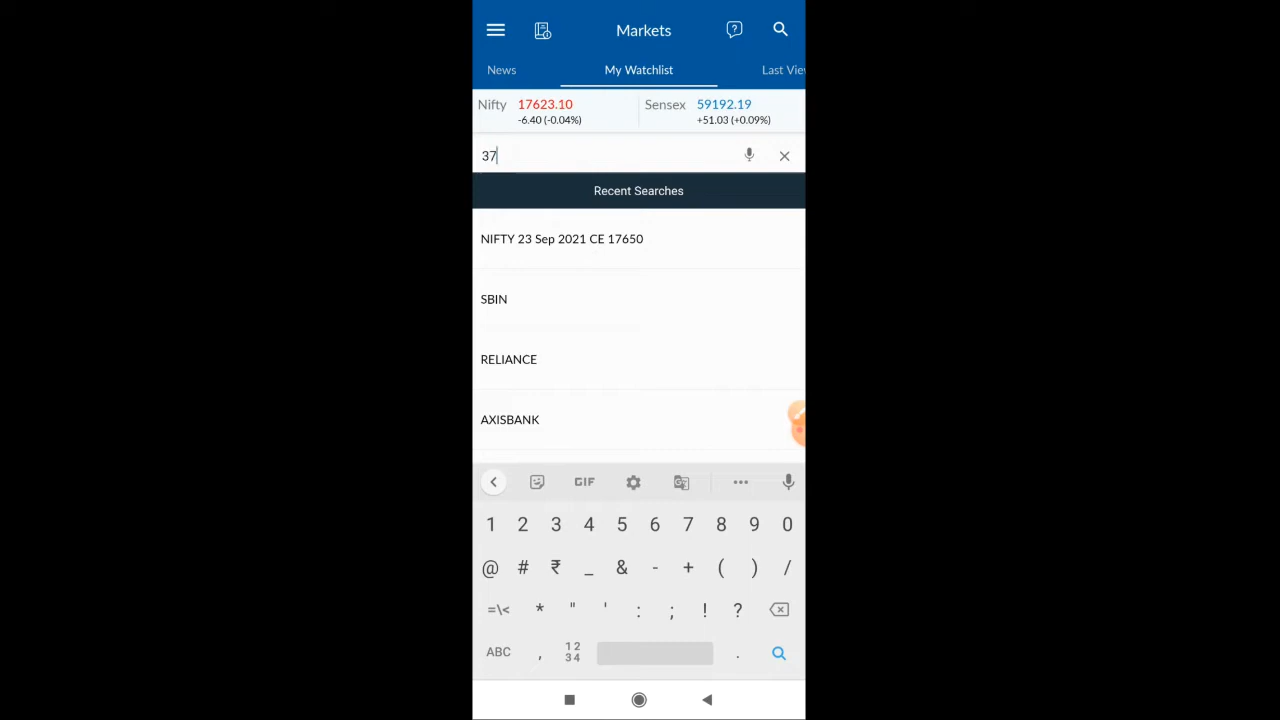 Markets
News My Watchlist Last Vie
Nifty 17623.10 Sensex 59192.19
-6.40 (-0.04%) +51.03 (+0.09%)
37
Recent Searches
NIFTY 23 Sep 2021 CE 17650
SBIN
RELIANCE
AXISBANK
GIF
1 2 3 4 5 6 7 8 9 0
@ # ₹ _ & - + ( ) /
=\< * " ' : ; ! ?
ABC , 12 34 .